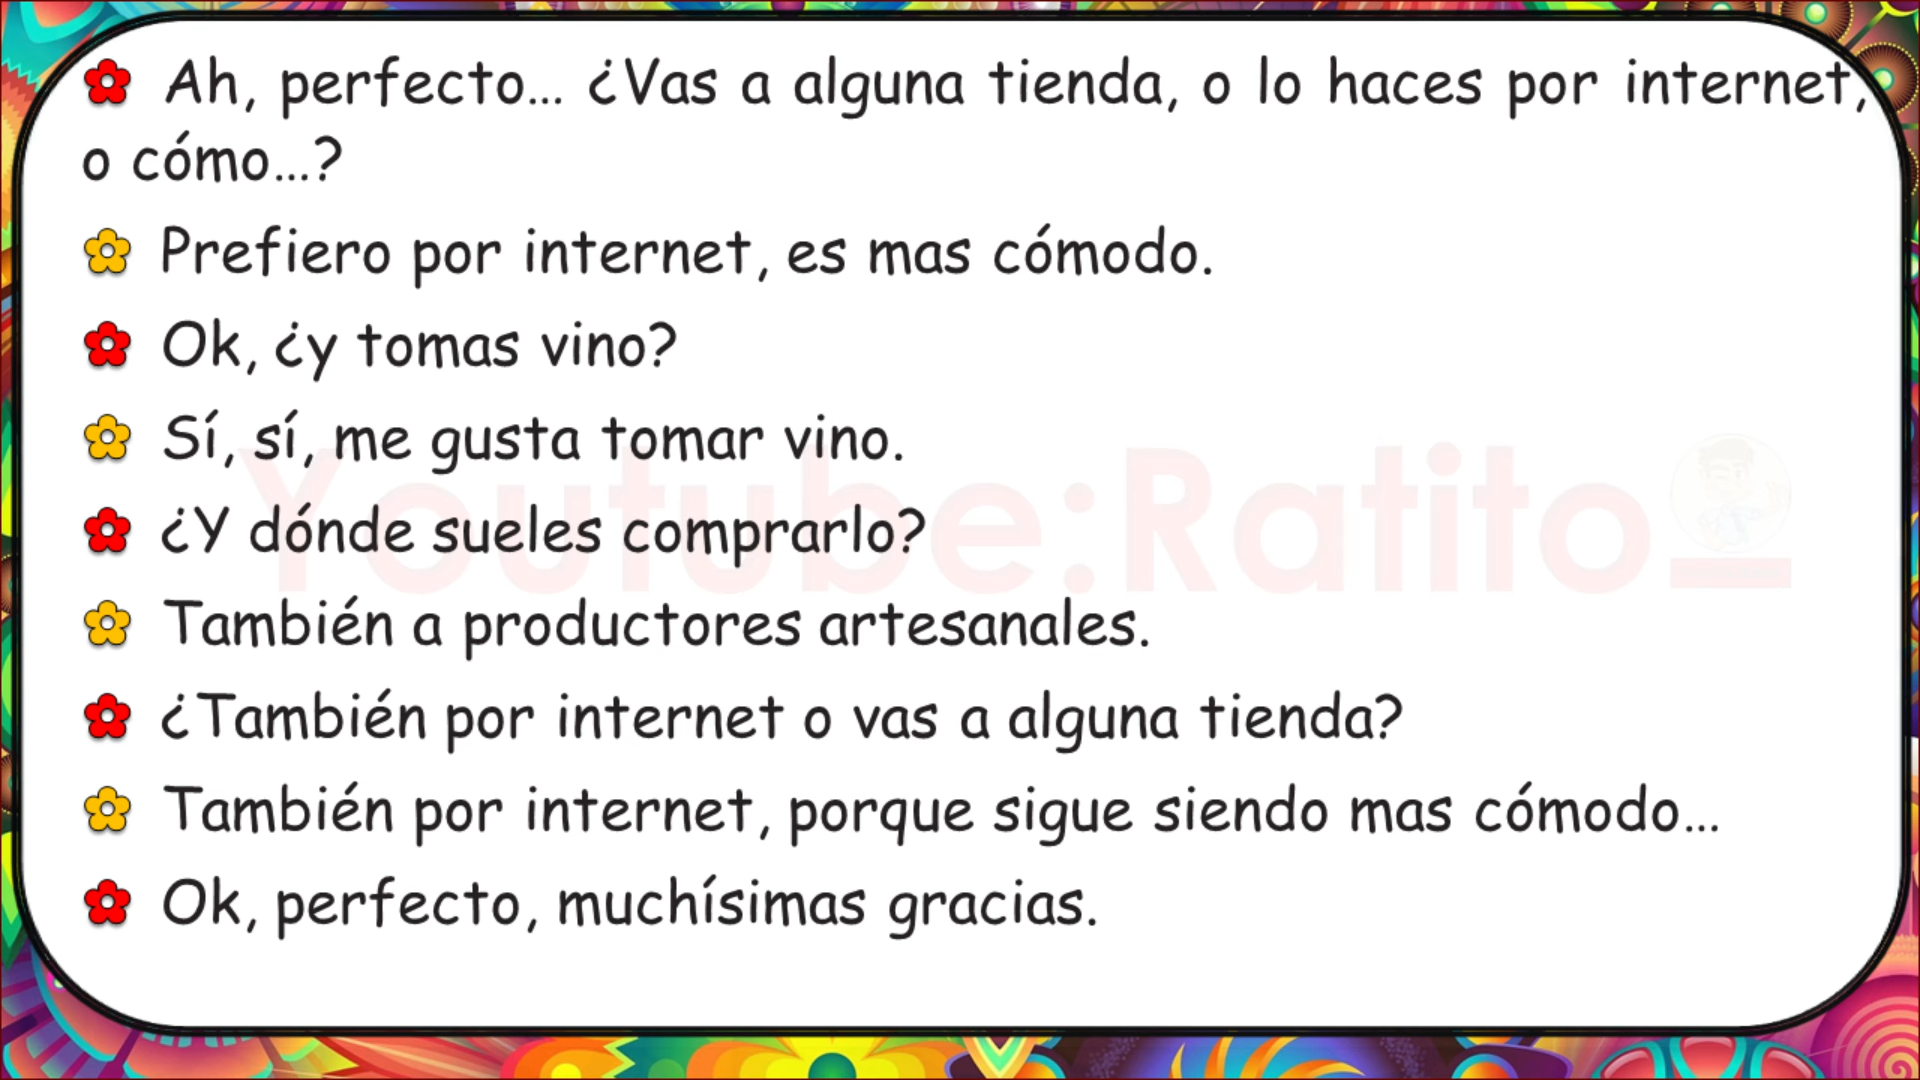 Ah, perfecto... ¿Vas a alguna tienda, o lo haces por internet,
o cómo...?
Prefiero por internet, es mas cómodo.
Ok, ¿y tomas vino?
Sí, sí, me gusta tomar vino.
¿Y dónde sueles comprarlo?
También a productores artesanales.
¿También por internet o vas a alguna tienda?
También por internet, porque sigue siendo mas cómodo...
Ok, perfecto, muchísimas gracias.
Youtube:Ratito